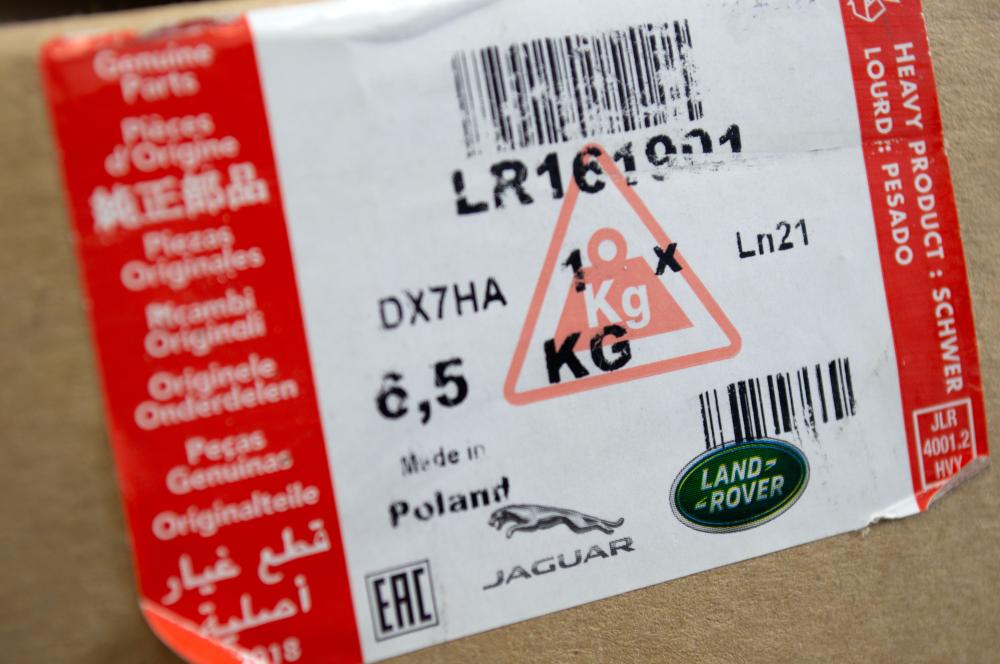 Genuine
Parts
Pièces
d'Origine
純正部品
Piezas
Originales
Ricambi
Originali
Originele
Onderdelen
Peças
Genuinas
Originalteile
قطع غيار
أصلية
LR161901
1 x
Ln21
DX7HA
Kg
6,5 KG
Made in
Poland
JAGUAR
LAND-
-ROVER
EAC
HEAVY PRODUCT : SCHWER
LOURD : PESADO
JLR
4001.2
HVY